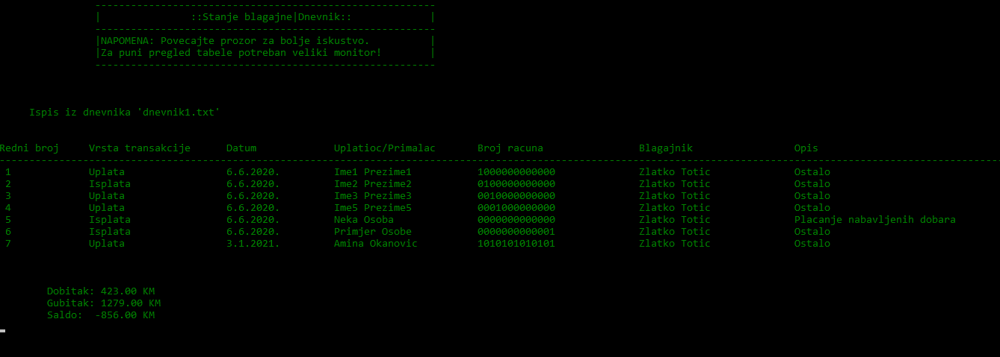 ::Stanje blagajne|Dnevnik::
|NAPOMENA: Povecajte prozor za bolje iskustvo. |
|Za puni pregled tabele potreban veliki monitor! |
Ispis iz dnevnika 'dnevnik1.txt'
Redni broj Vrsta transakcije Datum Uplatioc/Primalac Broj racuna Blagajnik Opis
1 Uplata 6.6.2020. Ime1 Prezime1 1000000000000 Zlatko Totic Ostalo
2 Isplata 6.6.2020. Ime2 Prezime2 0100000000000 Zlatko Totic Ostalo
3 Uplata 6.6.2020. Ime3 Prezime3 0010000000000 Zlatko Totic Ostalo
4 Uplata 6.6.2020. Ime5 Prezime5 0001000000000 Zlatko Totic Ostalo
5 Isplata 6.6.2020. Neka Osoba 0000000000000 Zlatko Totic Placanje nabavljenih dobara
6 Isplata 6.6.2020. Primjer Osobe 0000000000001 Zlatko Totic Ostalo
7 Uplata 3.1.2021. Amina Okanovic 1010101010101 Zlatko Totic Ostalo
Dobitak: 423.00 KM
Gubitak: 1279.00 KM
Saldo: -856.00 KM